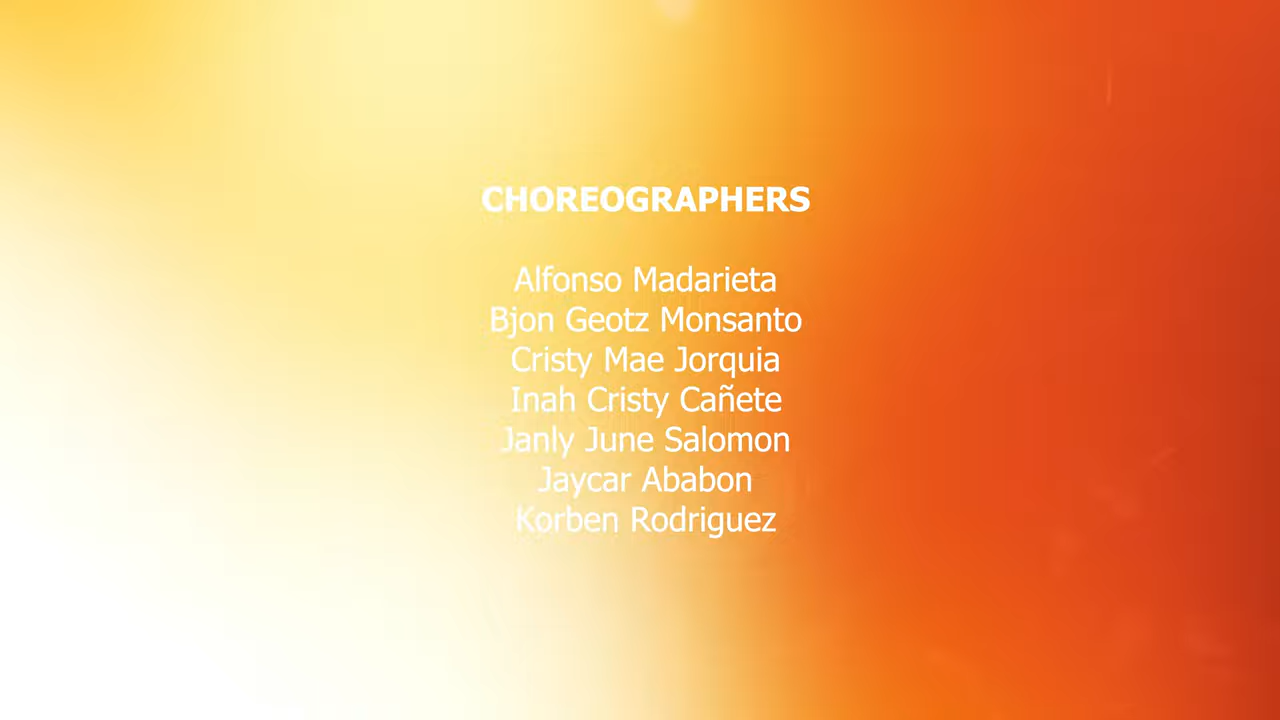 CHOREOGRAPHERS
Alfonso Madarieta
Bjon Geotz Monsanto
Cristy Mae Jorquia
Inah Cristy Cañete
Janly June Salomon
Jaycar Ababon
Korben Rodriguez